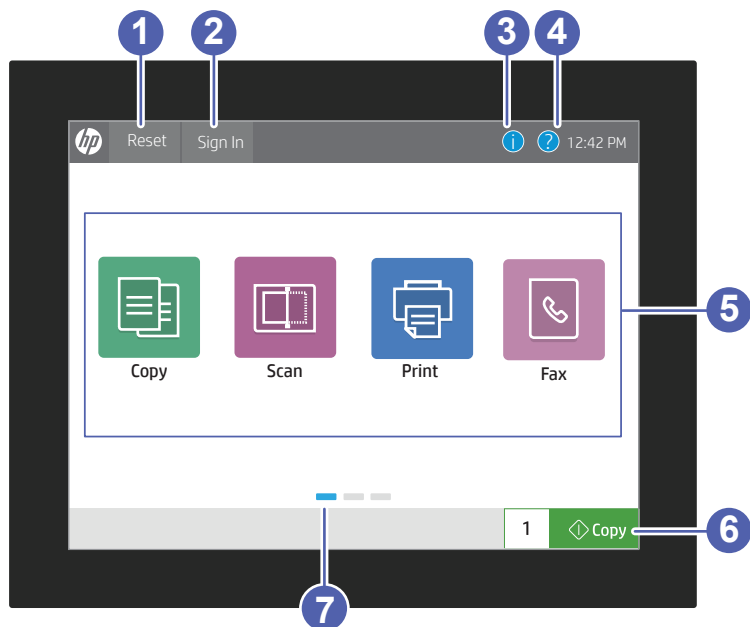 1 2 3 4
hp Reset Sign In i ? 12:42 PM
5
Copy Scan Print Fax
1 Copy 6
7